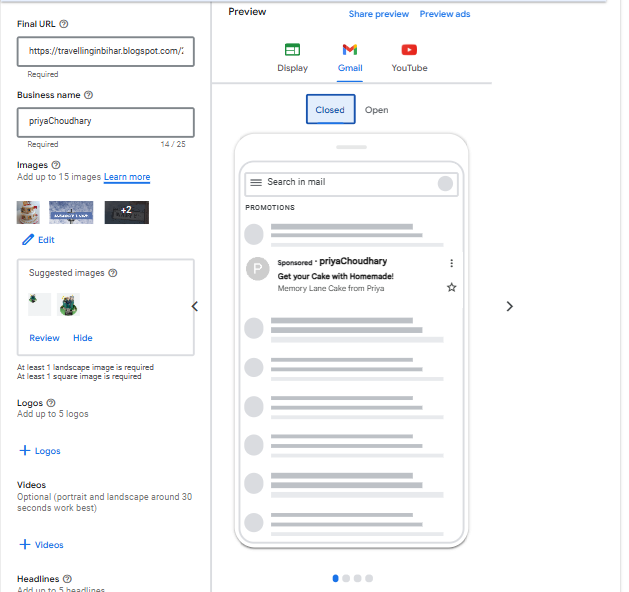 Final URL
https://travellinginbihar.blogspot.com/2
Required
Business name
priyaChoudhary
Required 14 / 25
Images
Add up to 15 images Learn more
+2
Edit
Suggested images
Review Hide
At least 1 landscape image is required
At least 1 square image is required
Logos
Add up to 5 logos
+ Logos
Videos
Optional (portrait and landscape around 30
seconds work best)
+ Videos
Headlines
Add up to 5 headlines
Preview
Share preview Preview ads
Display Gmail YouTube
Closed Open
Search in mail
PROMOTIONS
P
Sponsored · priyaChoudhary
Get your Cake with Homemade!
Memory Lane Cake from Priya